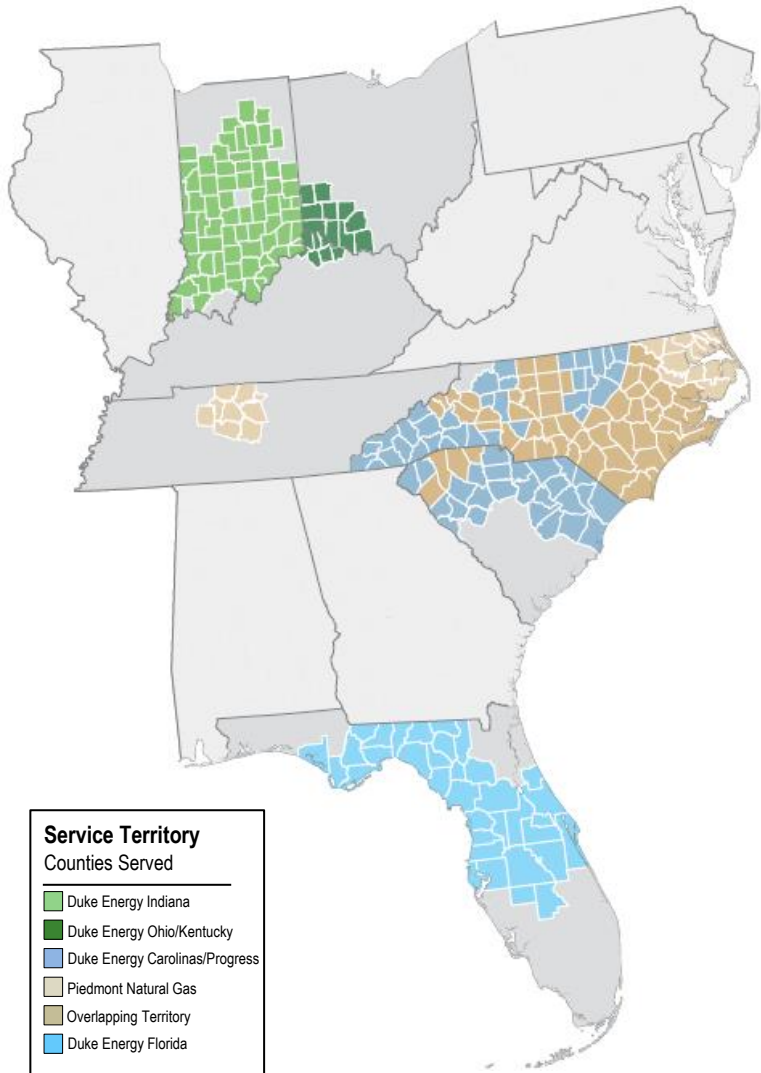 Service Territory
Counties Served
Duke Energy Indiana
Duke Energy Ohio/Kentucky
Duke Energy Carolinas/Progress
Piedmont Natural Gas
Overlapping Territory
Duke Energy Florida